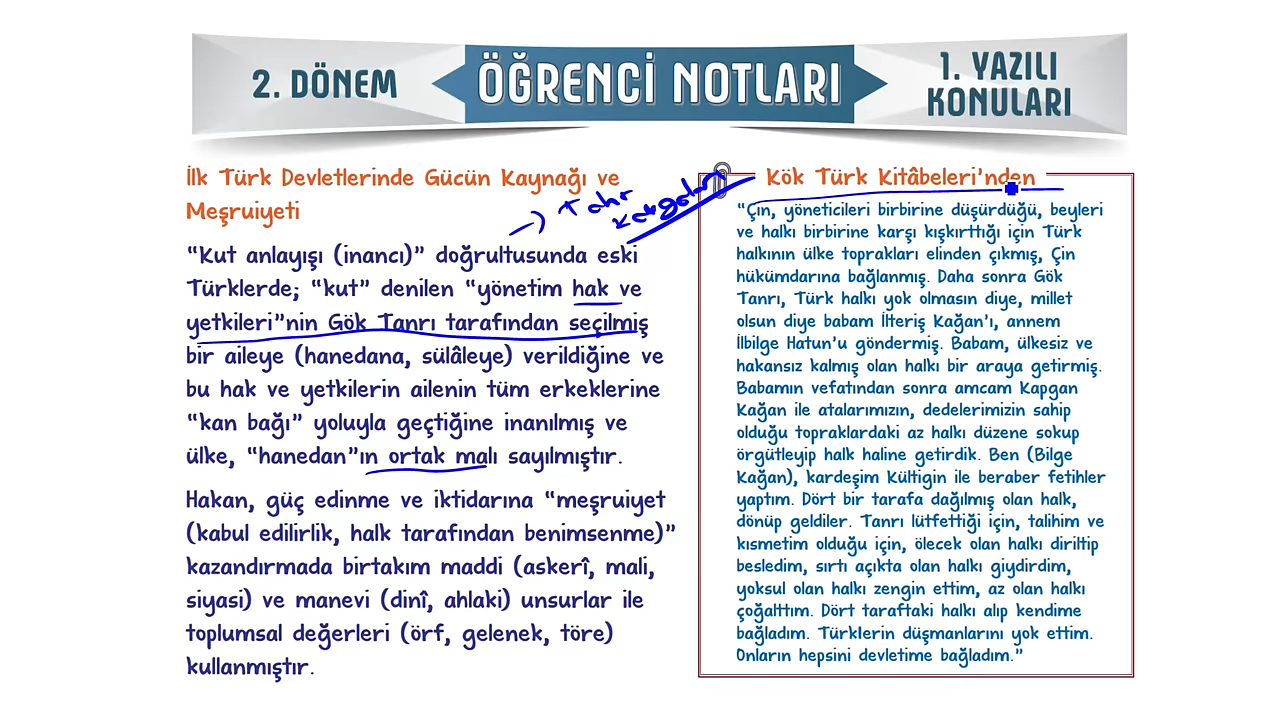 2. DÖNEM
ÖĞRENCİ NOTLARI
1. YAZILI
KONULARI
İlk Türk Devletlerinde Gücün Kaynağı ve
Meşruiyeti
“Kut anlayışı (inancı)” doğrultusunda eski
Türklerde; “kut” denilen “yönetim hak ve
yetkileri”nin Gök Tanrı tarafından seçilmiş
bir aileye (hanedana, sülâleye) verildiğine ve
bu hak ve yetkilerin ailenin tüm erkeklerine
“kan bağı” yoluyla geçtiğine inanılmış ve
ülke, “hanedan”ın ortak malı sayılmıştır.
Hakan, güç edinme ve iktidarına “meşruiyet
(kabul edilirlik, halk tarafından benimsenme)”
kazandırmada birtakım maddi (askerî, mali,
siyasi) ve manevi (dinî, ahlaki) unsurlar ile
toplumsal değerleri (örf, gelenek, töre)
kullanmıştır.
Kök Türk Kitâbeleri'nden
“Çin, yöneticileri birbirine düşürdüğü, beyleri
ve halkı birbirine karşı kışkırttığı için Türk
halkının ülke toprakları elinden çıkmış, Çin
hükümdarına bağlanmış. Daha sonra Gök
Tanrı, Türk halkı yok olmasın diye, millet
olsun diye babam İlteriş Kağan’ı, annem
İlbilge Hatun’u göndermiş. Babam, ülkesiz ve
hakansız kalmış olan halkı bir araya getirmiş.
Babamın vefatından sonra amcam Kapgan
Kağan ile atalarımızın, dedelerimizin sahip
olduğu topraklardaki az halkı düzene sokup
örgütleyip halk haline getirdik. Ben (Bilge
Kağan), kardeşim Kültigin ile beraber fetihler
yaptım. Dört bir tarafa dağılmış olan halk,
dönüp geldiler. Tanrı lütfettiği için, talihim ve
kısmetim olduğu için, ölecek olan halkı diriltip
besledim, sırtı açıkta olan halkı giydirdim,
yoksul olan halkı zengin ettim, az olan halkı
çoğalttım. Dört taraftaki halkı alıp kendime
bağladım. Türklerin düşmanlarını yok ettim.
Onların hepsini devletime bağladım.”